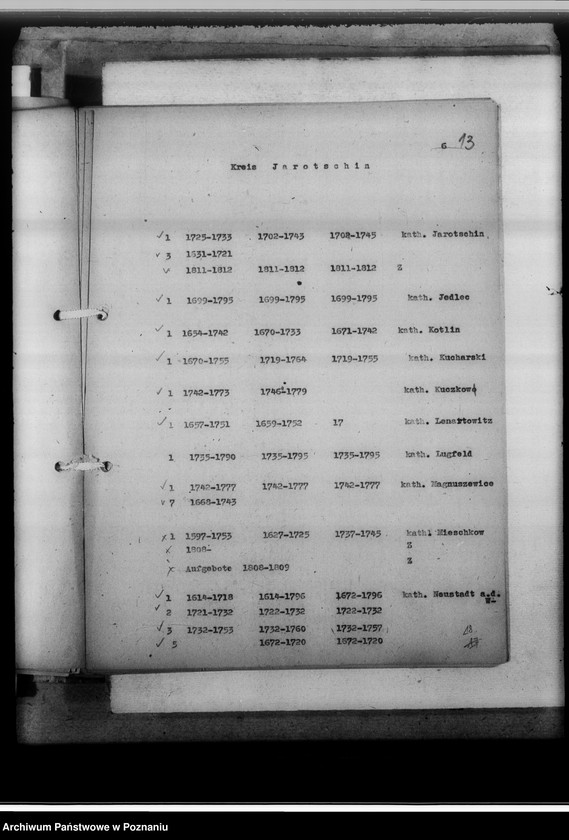 6 13
Kreis Jarotschin
✓ 1 1725-1733 1702-1743 1702-1745 kath. Jarotschin
✓ 3 1631-1721
✓ 1811-1812 1811-1812 1811-1812 Z
✓ 1 1699-1795 1699-1795 1699-1795 kath. Jedlec
✓ 1 1654-1742 1670-1733 1671-1742 kath. Kotlin
✓ 1 1670-1755 1719-1764 1719-1755 kath. Kucharski
✓ 1 1742-1773 1746-1779 kath. Kuczkow
✓ 1 1657-1751 1659-1752 17 kath. Lenartowitz
1 1735-1790 1735-1795 1735-1795 kath. Lugfeld
✓ 1 1742-1777 1742-1777 1742-1777 kath. Magnuszewice
✓ 7 1668-1743
x 1 1597-1753 1627-1725 1737-1745 kath. Mieschkow
x 1808- Z
x Aufgebote 1808-1809 Z
✓ 1 1614-1718 1614-1796 1672-1796 kath. Neustadt a.d.
✓ 2 1721-1732 1722-1732 1722-1732
✓ 3 1732-1753 1732-1760 1732-1757
✓ 5 1672-1720 1672-1720
Archiwum Państwowe w Poznaniu